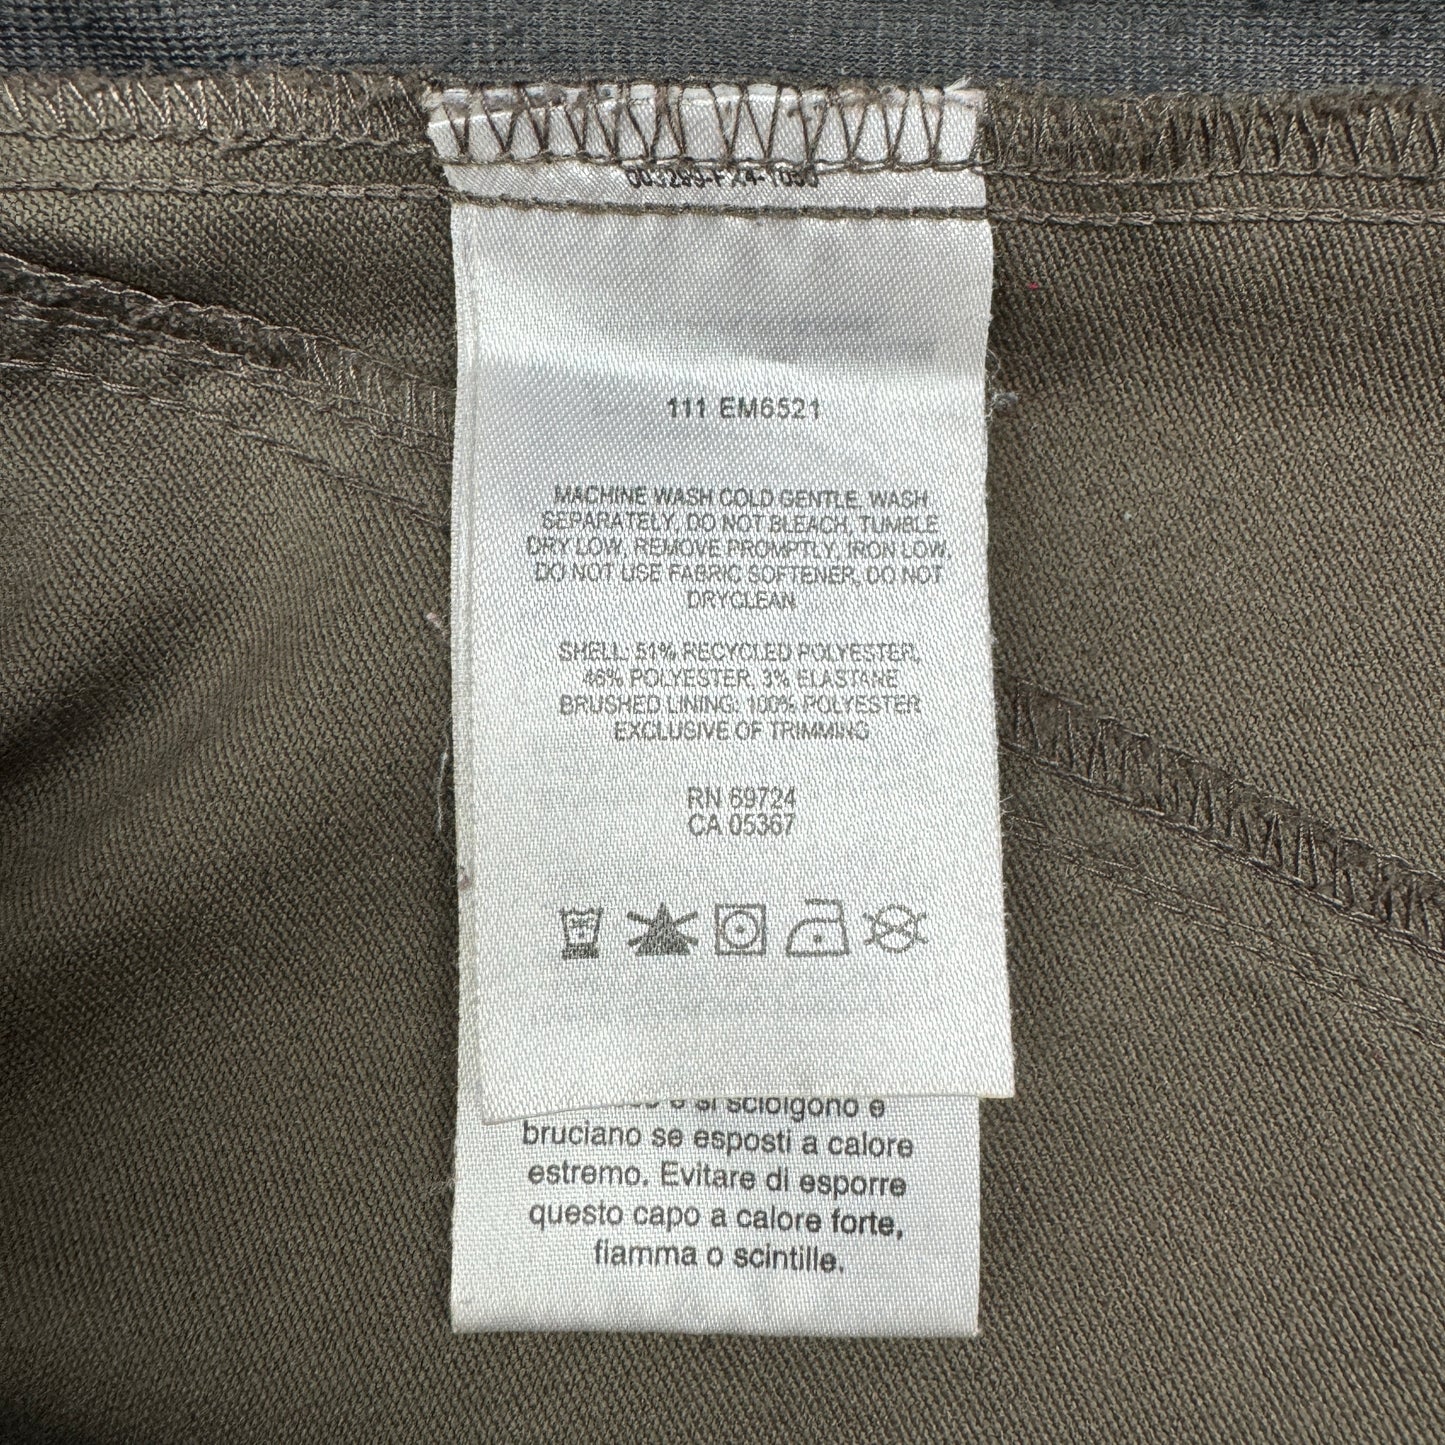 111 EM6521
MACHINE WASH COLD GENTLE, WASH
SEPARATELY, DO NOT BLEACH, TUMBLE
DRY LOW, REMOVE PROMPTLY, IRON LOW,
DO NOT USE FABRIC SOFTENER, DO NOT
DRYCLEAN
SHELL: 51% RECYCLED POLYESTER,
46% POLYESTER, 3% ELASTANE
BRUSHED LINING: 100% POLYESTER
EXCLUSIVE OF TRIMMING
RN 69724
CA 05367
si sciolgono e
bruciano se esposti a calore
estremo. Evitare di esporre
questo capo a calore forte,
fiamma o scintille.